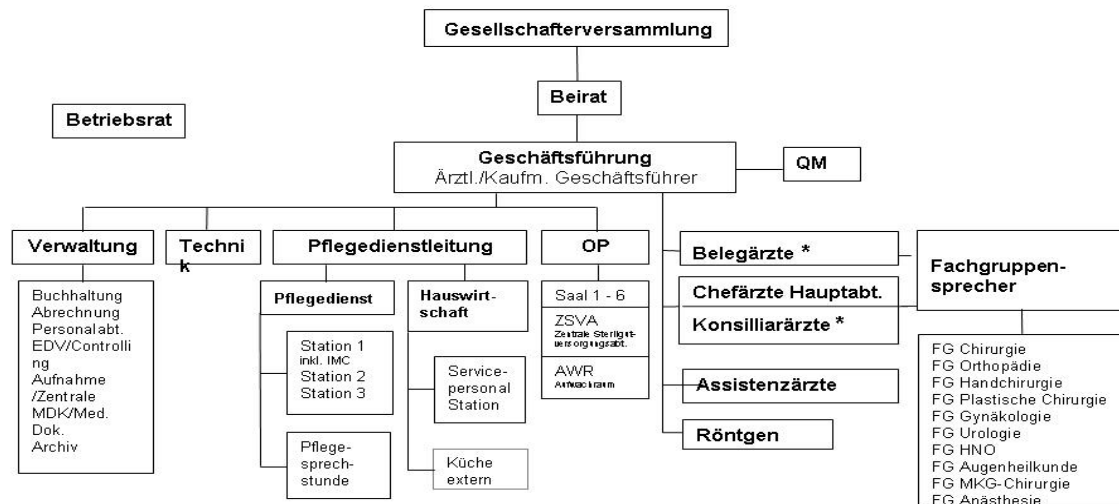 Gesellschafterversammlung
Beirat
Betriebsrat
Geschäftsführung
Ärztl./Kaufm. Geschäftsführer
QM
Verwaltung
Techni
k
Pflegedienstleitung
OP
Belegärzte *
Fachgruppen-
sprecher
Buchhaltung
Abrechnung
Personalabt.
EDV/Controlli
ng
Aufnahme
/Zentrale
MDK/Med.
Dok.
Archiv
Pflegedienst
Station 1
inkl. IMC
Station 2
Station 3
Pflege-
sprech-
stunde
Hauswirt-
schaft
Service-
personal
Station
Küche
extern
Saal 1 - 6
ZSVA
Zentrale Sterilgut-
versorgungsabt.
AWR
Aufwachraum
Chefärzte Hauptabt.
Konsilliarärzte *
Assistenzärzte
Röntgen
FG Chirurgie
FG Orthopädie
FG Handchirurgie
FG Plastische Chirurgie
FG Gynäkologie
FG Urologie
FG HNO
FG Augenheilkunde
FG MKG-Chirurgie
FG Anästhesie